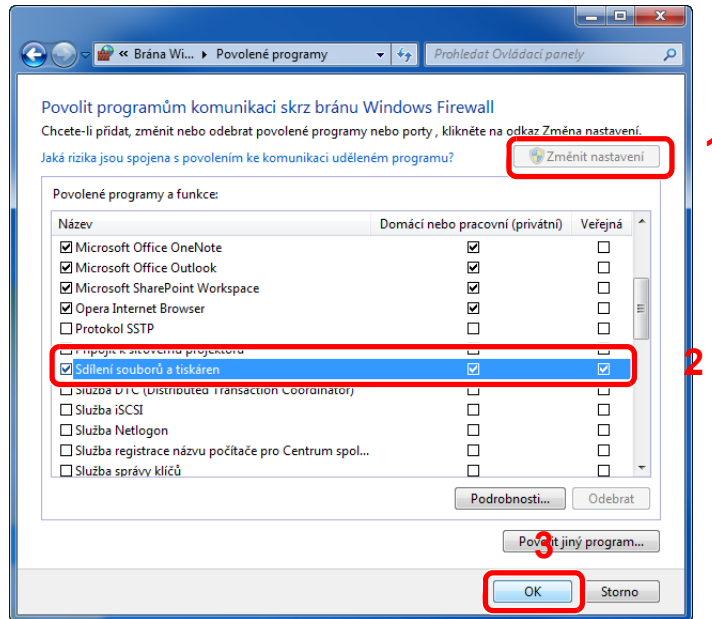 « Brána Wi... Povolené programy
Prohledat Ovládací panely
Povolit programům komunikaci skrz bránu Windows Firewall
Chcete-li přidat, změnit nebo odebrat povolené programy nebo porty , klikněte na odkaz Změna nastavení.
Jaká rizika jsou spojena s povolením ke komunikaci uděleném programu?
Změnit nastavení
1
Povolené programy a funkce:
Název Domácí nebo pracovní (privátní) Veřejná
Microsoft Office OneNote
Microsoft Office Outlook
Microsoft SharePoint Workspace
Opera Internet Browser
Protokol SSTP
Připojit k síťovému projektoru
Sdílení souborů a tiskáren
2
Služba DTC (Distributed Transaction Coordinator)
Služba iSCSI
Služba Netlogon
Služba registrace názvu počítače pro Centrum spol...
Služba správy klíčů
Podrobnosti... Odebrat
Povolit jiný program...
3
OK Storno